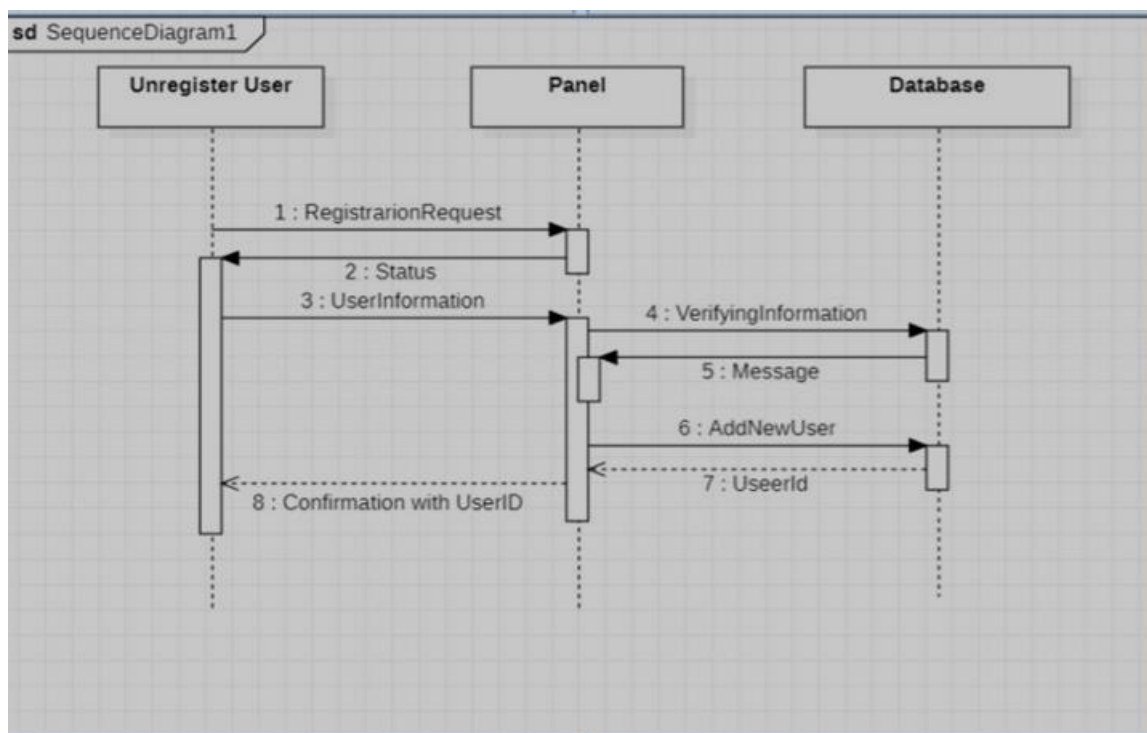 sd SequenceDiagram1
Unregister User
Panel
Database
1 : RegistrarionRequest
2 : Status
3 : UserInformation
4 : VerifyingInformation
5 : Message
6 : AddNewUser
7 : UseerId
8 : Confirmation with UserID